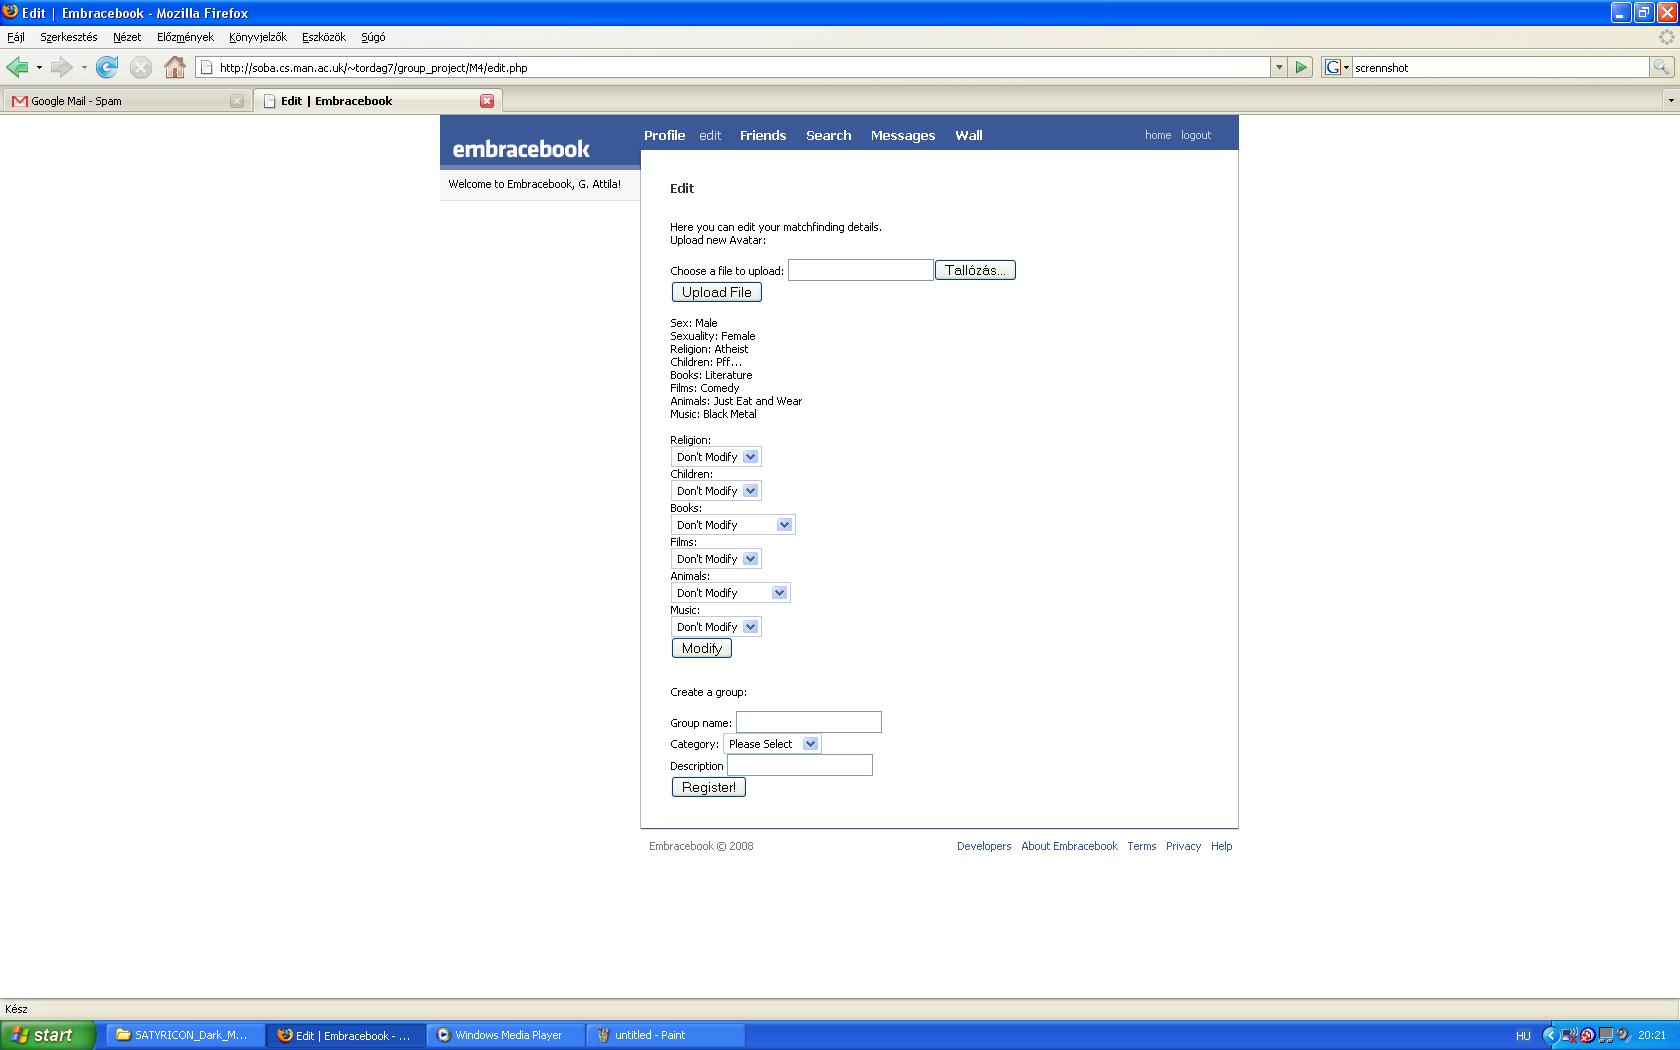 Edit | Embracebook - Mozilla Firefox
Fájl Szerkesztés Nézet Előzmények Könyvjelzők Eszközök Súgó
http://soba.cs.man.ac.uk/~tordag7/group_project/M4/edit.php
G scrennshot
Google Mail - Spam
Edit | Embracebook
embracebook
Profile edit Friends Search Messages Wall
home logout
Welcome to Embracebook, G. Attila!
Edit
Here you can edit your matchfinding details.
Upload new Avatar:
Choose a file to upload: Tallózás...
Upload File
Sex: Male
Sexuality: Female
Religion: Atheist
Children: Pff...
Books: Literature
Films: Comedy
Animals: Just Eat and Wear
Music: Black Metal
Religion:
Don't Modify
Children:
Don't Modify
Books:
Don't Modify
Films:
Don't Modify
Animals:
Don't Modify
Music:
Don't Modify
Modify
Create a group:
Group name:
Category: Please Select
Description
Register!
Embracebook © 2008
Developers About Embracebook Terms Privacy Help
Kész
start
SATYRICON_Dark_M...
Edit | Embracebook - ...
Windows Media Player
untitled - Paint
HU
20:21